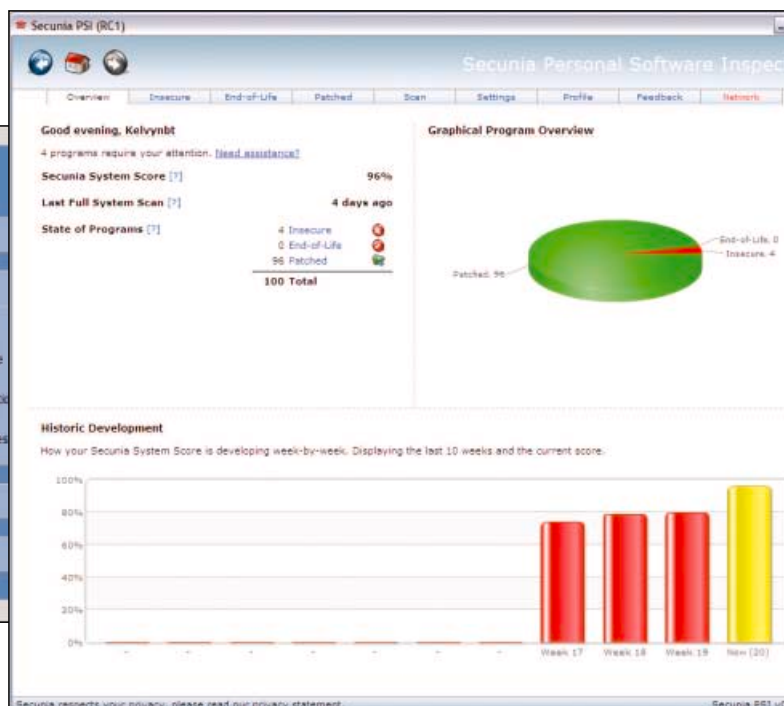 Secunia PSI (RC1)
Secunia Personal Software Inspec
Overview Insecure End-of-Life Patched Scan Settings Profile Feedback Network
Good evening, Kelvynbt
4 programs require your attention. Need assistance?
Secunia System Score [?] 96%
Last Full System Scan [?] 4 days ago
State of Programs [?] 4 Insecure
0 End-of-Life
96 Patched
100 Total
Graphical Program Overview
End-of-Life, 0
Insecure, 4
Patched, 96
Historic Development
How your Secunia System Score is developing week-by-week. Displaying the last 10 weeks and the current score.
100%
80%
60%
40%
20%
0%
- - - - - - - Week 17 Week 18 Week 19 Now (20)
Secunia respects your privacy, please read our privacy statement. Secunia PSI